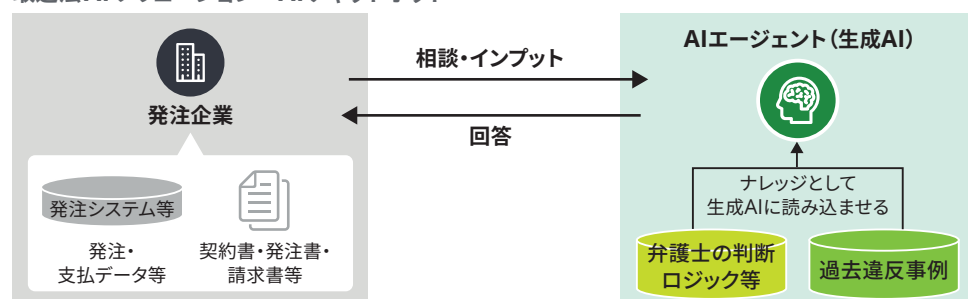 発注企業
発注システム等
発注・
支払データ等
契約書・発注書・
請求書等
相談・インプット
回答
AIエージェント（生成AI）
ナレッジとして
生成AIに読み込ませる
弁護士の判断
ロジック等
過去違反事例